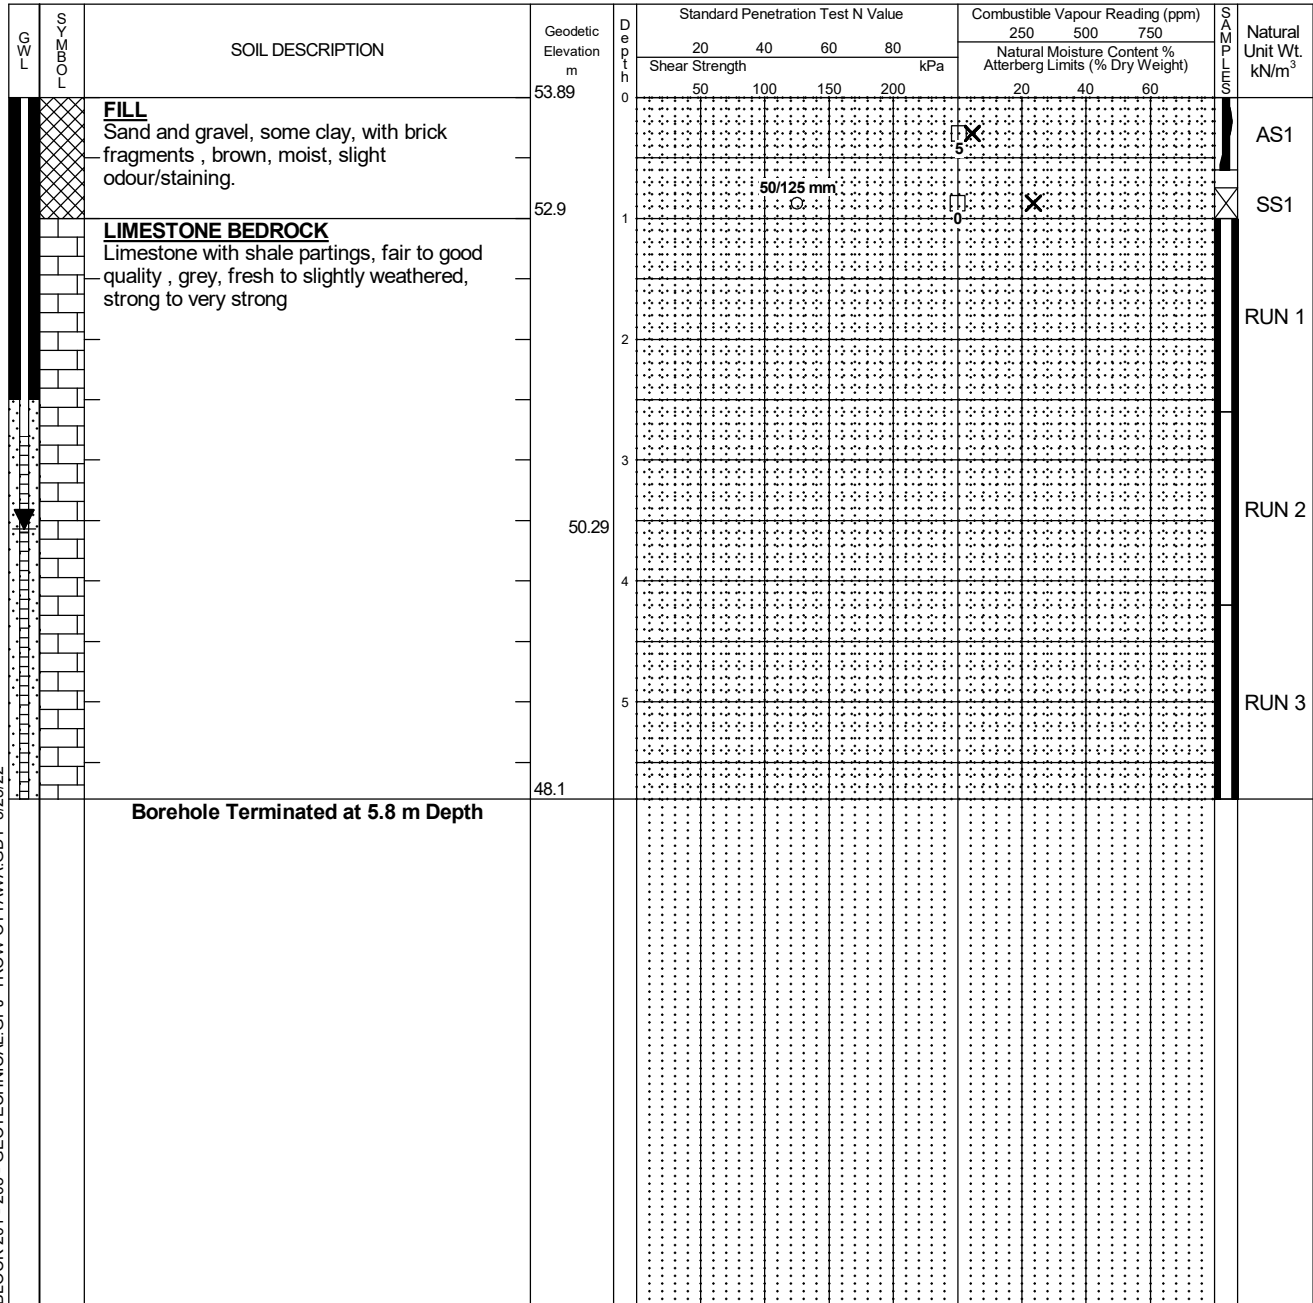 GWL
SYMBOL
SOIL DESCRIPTION
Geodetic
Elevation
m
Depth
Standard Penetration Test N Value
20 40 60 80
Shear Strength kPa
50 100 150 200
Combustible Vapour Reading (ppm)
250 500 750
Natural Moisture Content %
Atterberg Limits (% Dry Weight)
20 40 60
SAMPLES
Natural
Unit Wt.
kN/m³
53.89
0
FILL
Sand and gravel, some clay, with brick
fragments , brown, moist, slight
odour/staining.
5
AS1
50/125 mm
0
SS1
52.9
1
LIMESTONE BEDROCK
Limestone with shale partings, fair to good
quality , grey, fresh to slightly weathered,
strong to very strong
RUN 1
2
3
RUN 2
50.29
4
5
RUN 3
48.1
Borehole Terminated at 5.8 m Depth